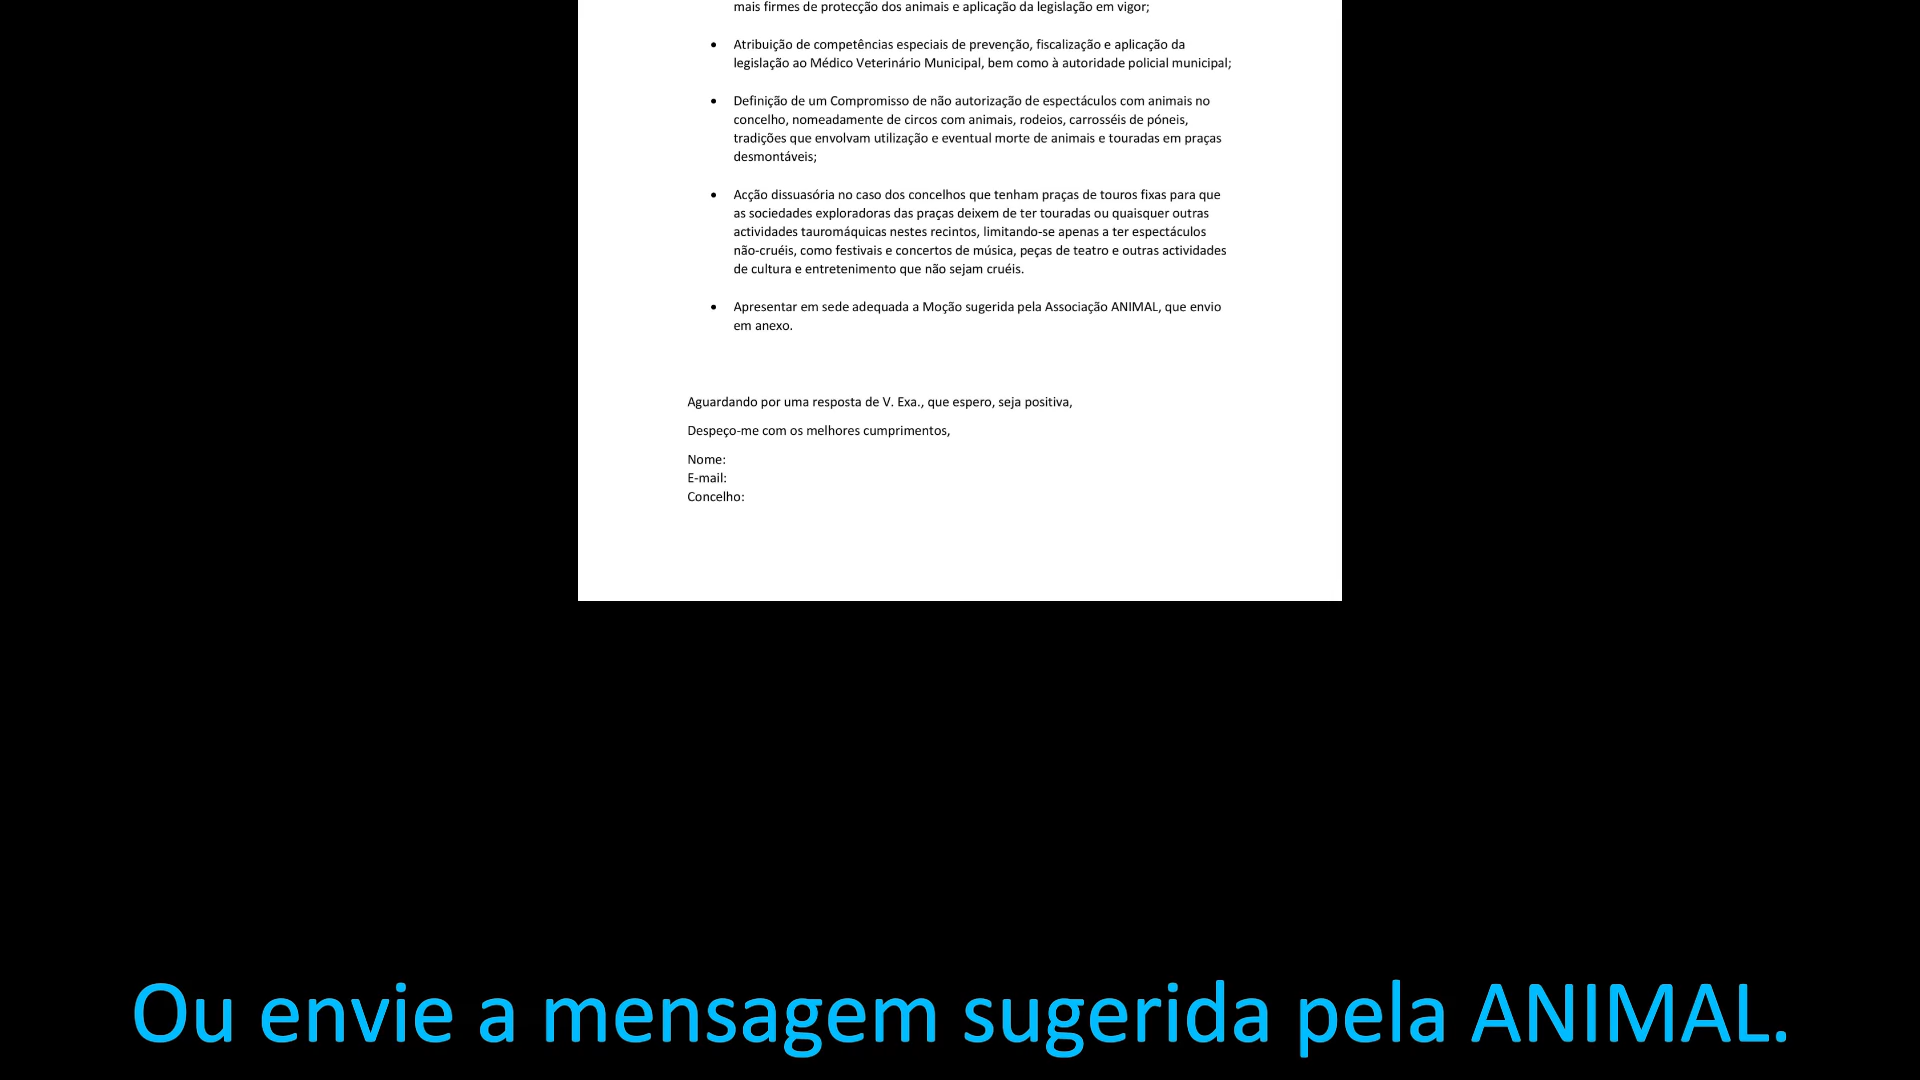 mais firmes de protecção dos animais e aplicação da legislação em vigor;
• Atribuição de competências especiais de prevenção, fiscalização e aplicação da
legislação ao Médico Veterinário Municipal, bem como à autoridade policial municipal;
• Definição de um Compromisso de não autorização de espectáculos com animais no
concelho, nomeadamente de circos com animais, rodeios, carrosséis de póneis,
tradições que envolvam utilização e eventual morte de animais e touradas em praças
desmontáveis;
• Acção dissuasória no caso dos concelhos que tenham praças de touros fixas para que
as sociedades exploradoras das praças deixem de ter touradas ou quaisquer outras
actividades tauromáquicas nestes recintos, limitando-se apenas a ter espectáculos
não-cruéis, como festivais e concertos de música, peças de teatro e outras actividades
de cultura e entretenimento que não sejam cruéis.
• Apresentar em sede adequada a Moção sugerida pela Associação ANIMAL, que envio
em anexo.
Aguardando por uma resposta de V. Exa., que espero, seja positiva,
Despeço-me com os melhores cumprimentos,
Nome:
E-mail:
Concelho:
Ou envie a mensagem sugerida pela ANIMAL.